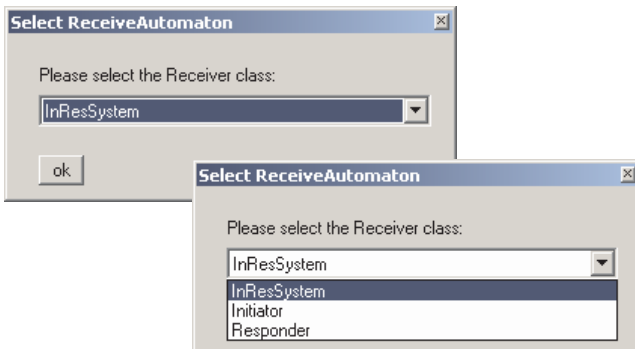 Select ReceiveAutomaton
Please select the Receiver class:
InResSystem
ok
Select ReceiveAutomaton
Please select the Receiver class:
InResSystem
InResSystem
Initiator
Responder